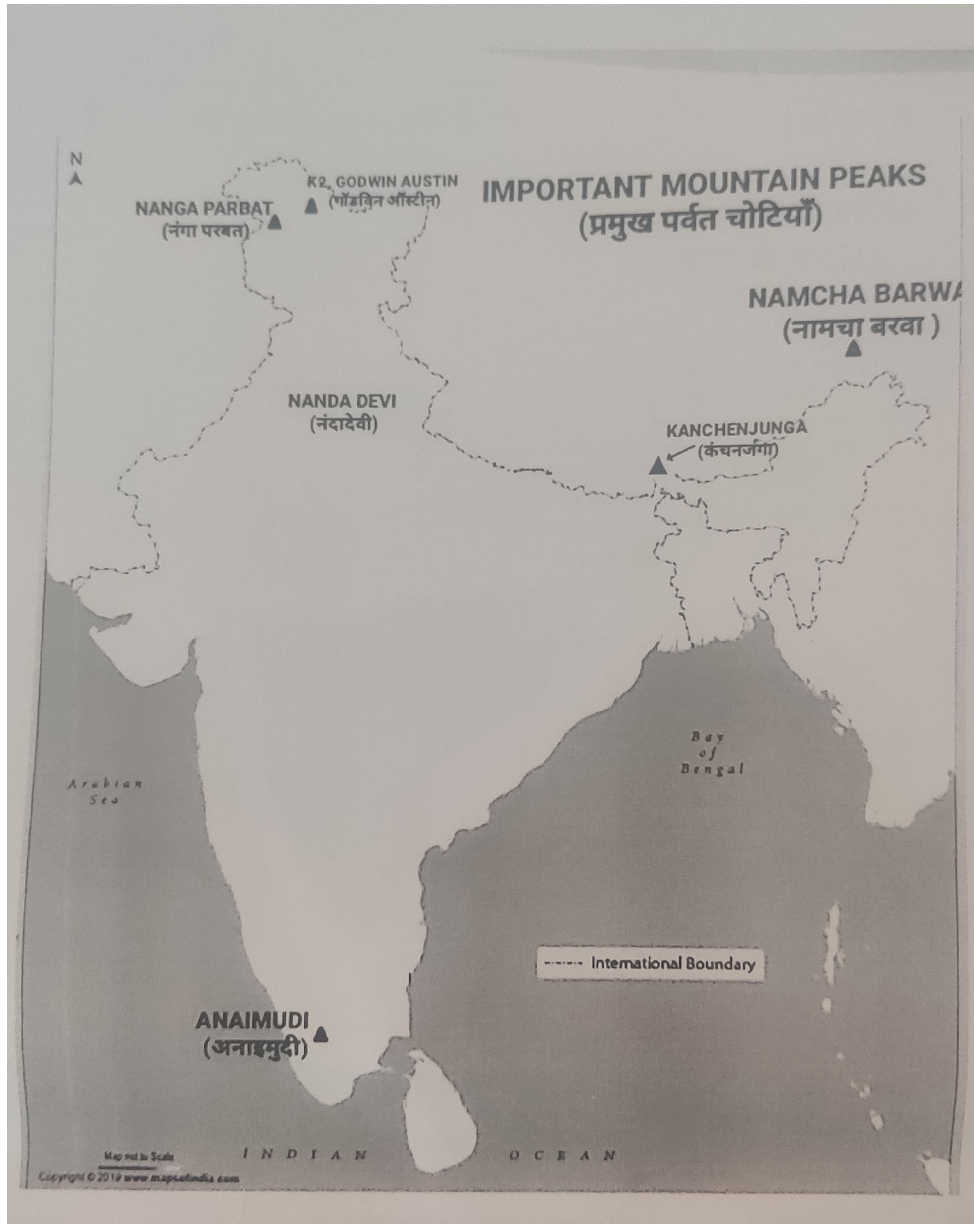 N
K2, GODWIN AUSTIN
(गॉडविन ऑस्टीन)
NANGA PARBAT
(नंगा परबत)
IMPORTANT MOUNTAIN PEAKS
(प्रमुख पर्वत चोटियाँ)
NAMCHA BARWA
(नामचा बरवा )
NANDA DEVI
(नंदादेवी)
KANCHENJUNGA
(कंचनजंगा)
Bay
of
Bengal
Arabian
Sea
International Boundary
ANAIMUDI
(अनाइमुदी)
INDIAN OCEAN
Map not to Scale
Copyright © 2019 www.mapsofindia.com